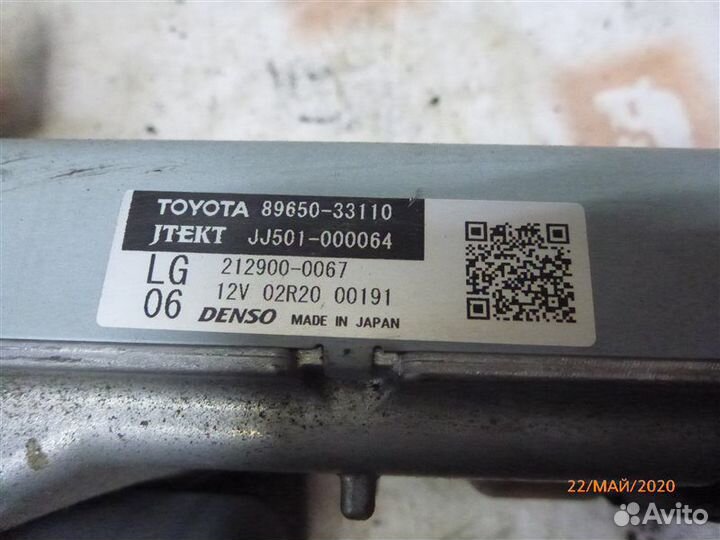 TOYOTA 89650-33110
JTEKT JJ501-000064
LG 212900-0067
06 12V 02R20 00191
DENSO MADE IN JAPAN
22/МАЙ/2020
Avito